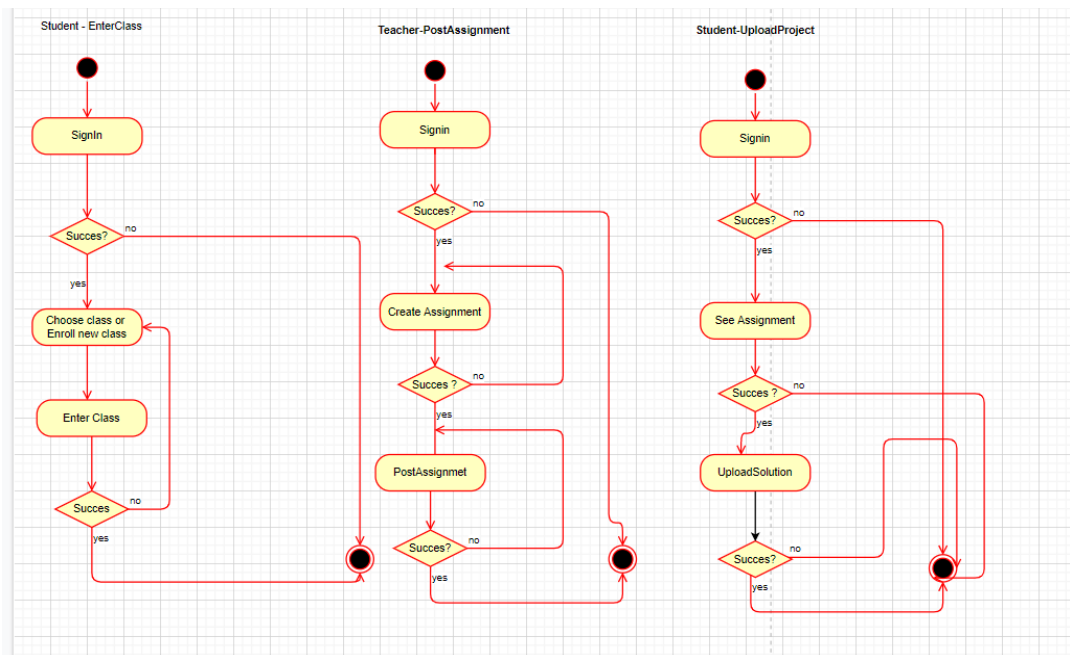 Student - EnterClass
SignIn
Succes?
no
yes
Choose class or
Enroll new class
Enter Class
Succes
no
yes
Teacher-PostAssignment
Signin
Succes?
no
yes
Create Assignment
Succes ?
no
yes
PostAssignmet
Succes?
no
yes
Student-UploadProject
Signin
Succes?
no
yes
See Assignment
Succes ?
no
yes
UploadSolution
Succes?
no
yes